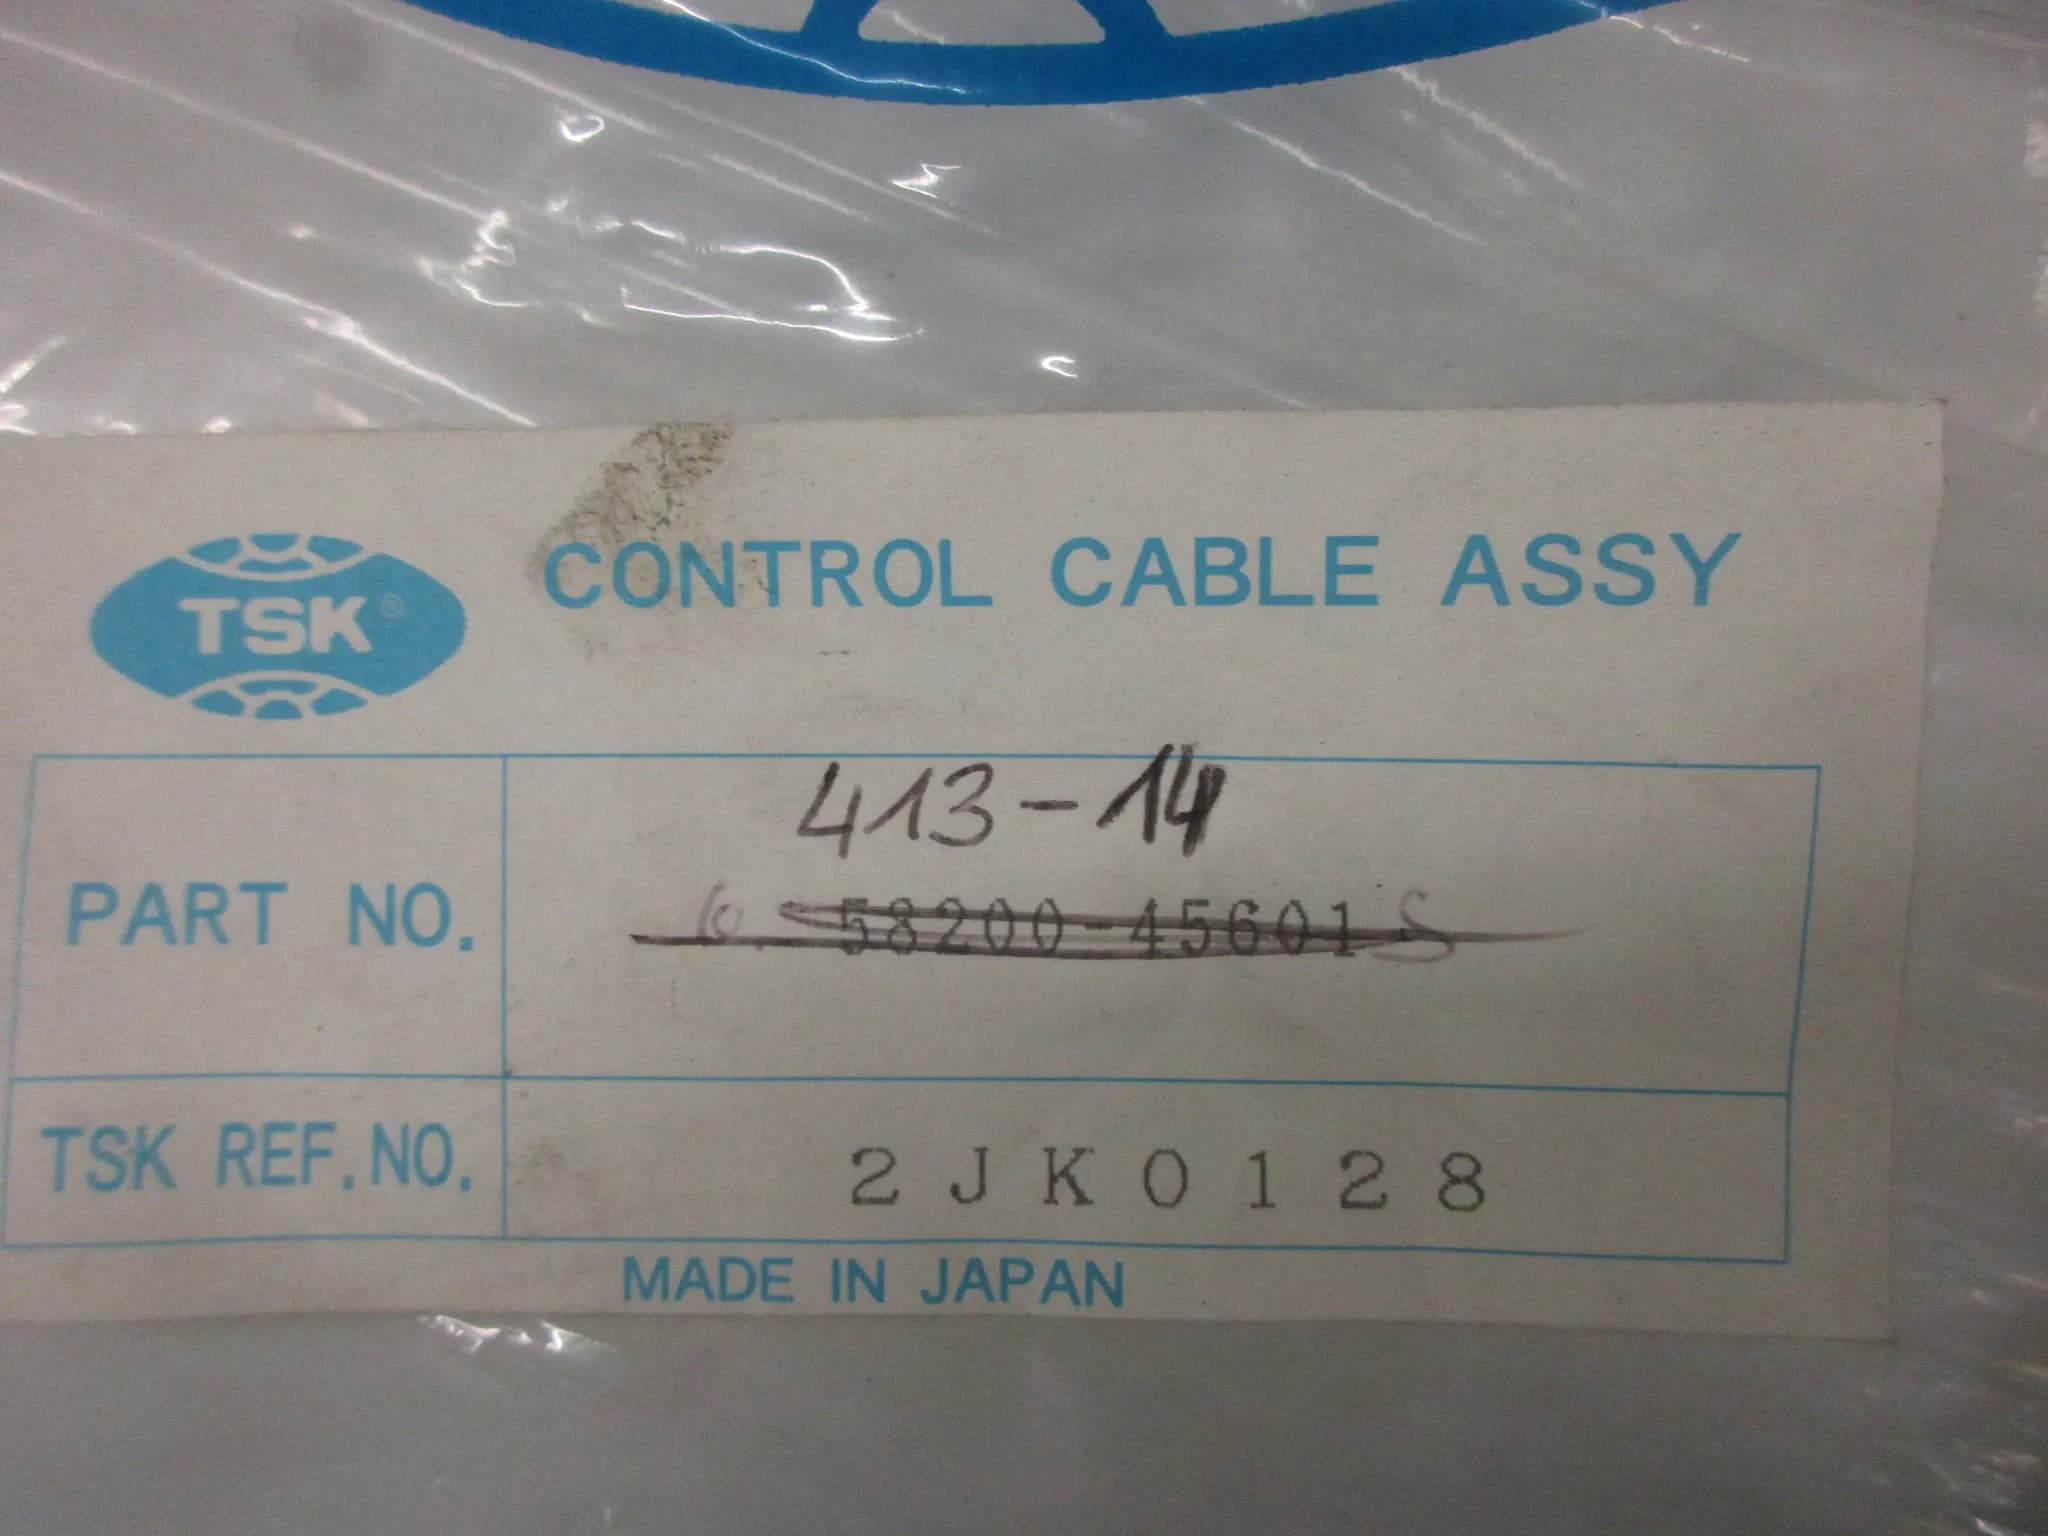 TSK® CONTROL CABLE ASSY
413-14
PART NO. 58200-45601
TSK REF.NO. 2JK0128
MADE IN JAPAN